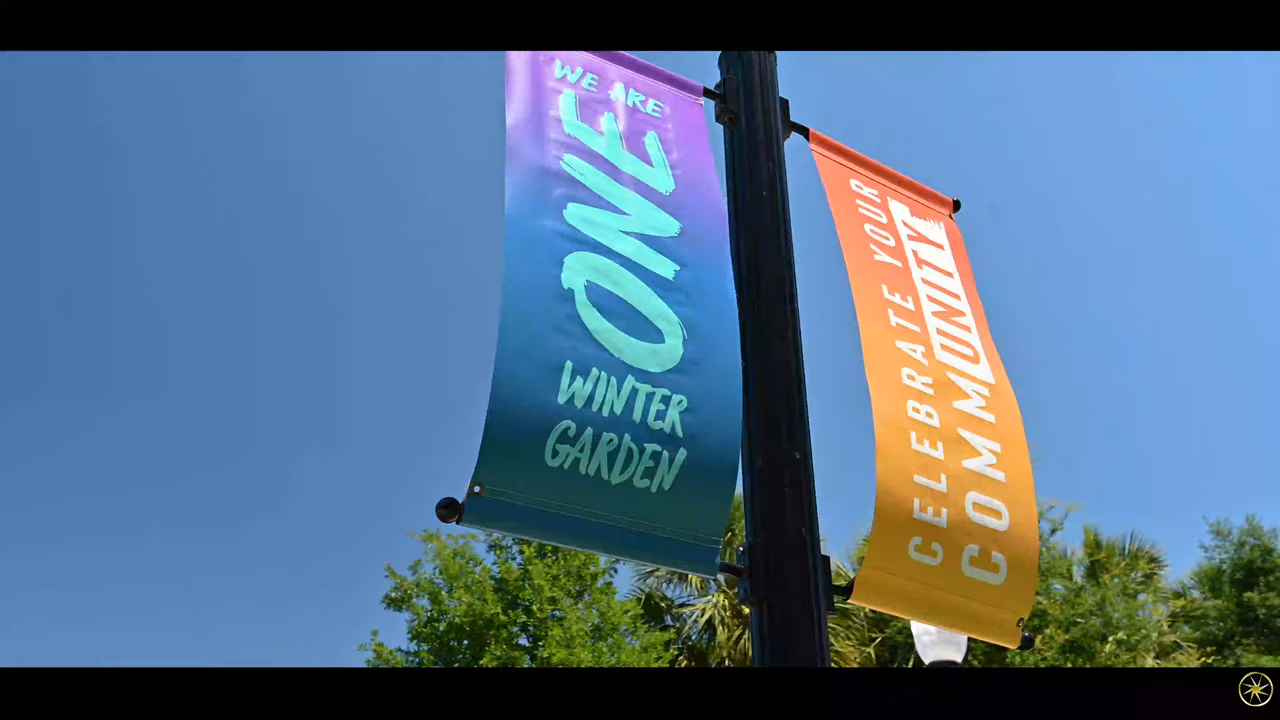 WE ARE
ONE
WINTER
GARDEN
CELEBRATE YOUR
COMMUNITY